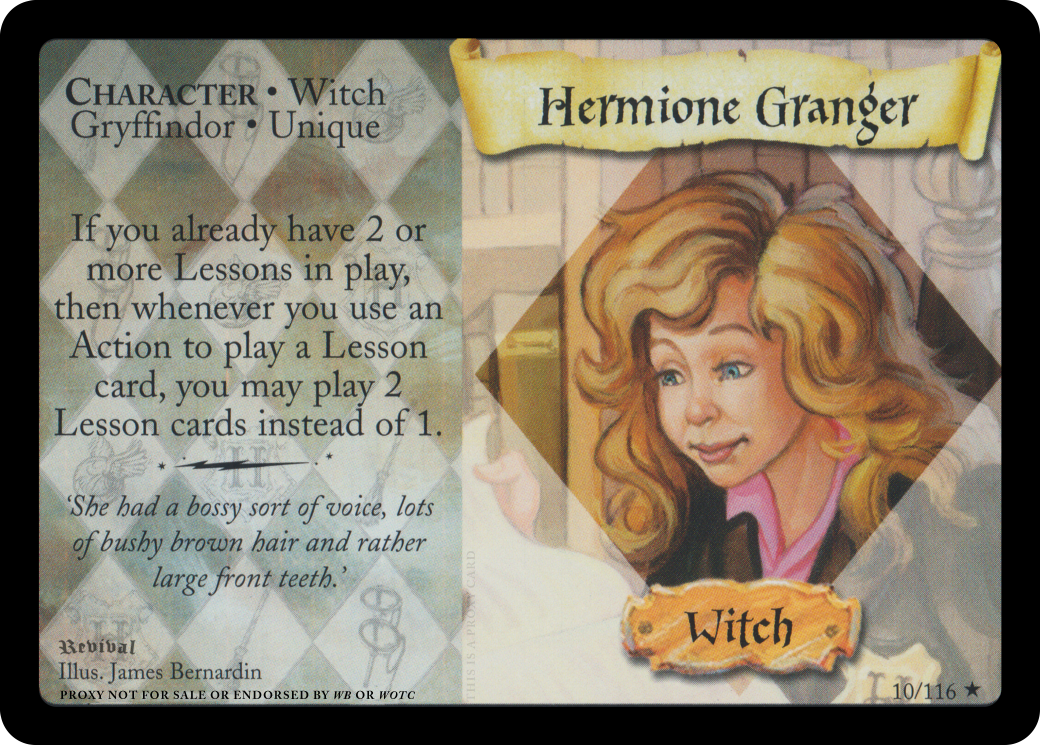 CHARACTER • Witch
Gryffindor • Unique
If you already have 2 or
more Lessons in play,
then whenever you use an
Action to play a Lesson
card, you may play 2
Lesson cards instead of 1.
‘She had a bossy sort of voice, lots
of bushy brown hair and rather
large front teeth.’
Revival
Illus. James Bernardin
PROXY NOT FOR SALE OR ENDORSED BY WB OR WOTC
Hermione Granger
THIS IS A PROXY CARD
Witch
10/116 ★